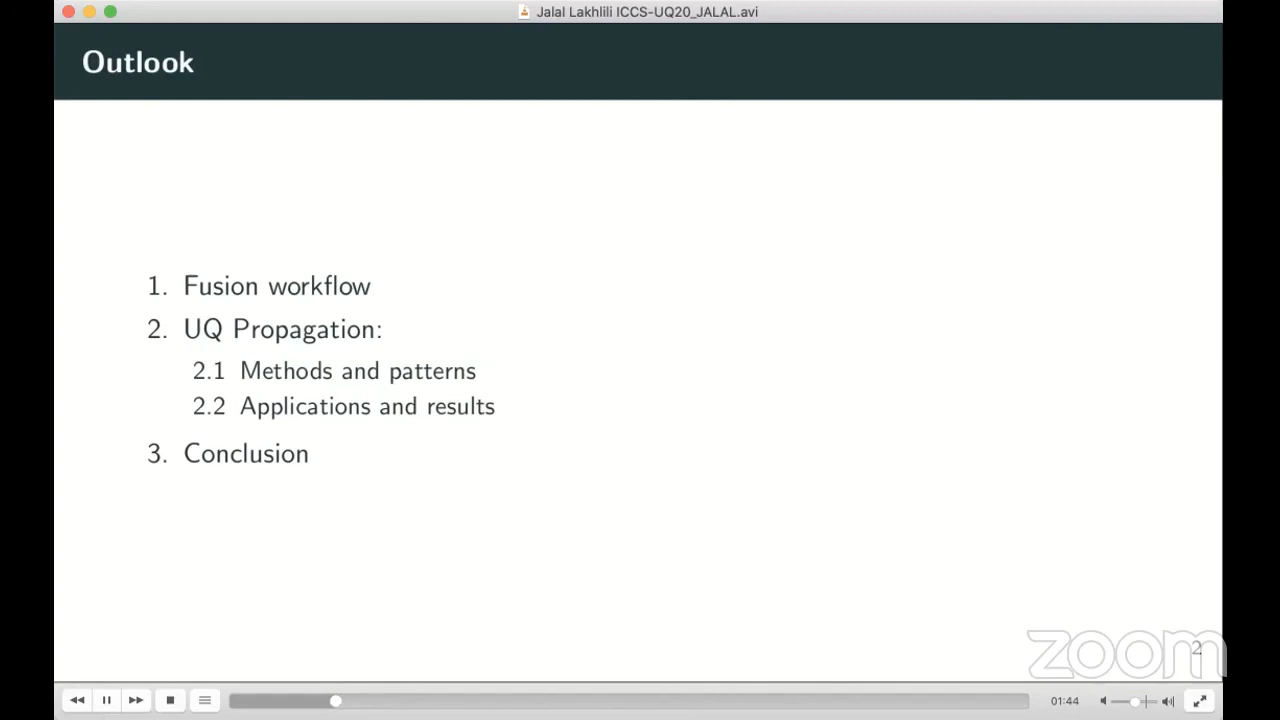 Jalal Lakhlili ICCS-UQ20_JALAL.avi
Outlook
1. Fusion workflow
2. UQ Propagation:
2.1 Methods and patterns
2.2 Applications and results
3. Conclusion
zoom
2
01:44